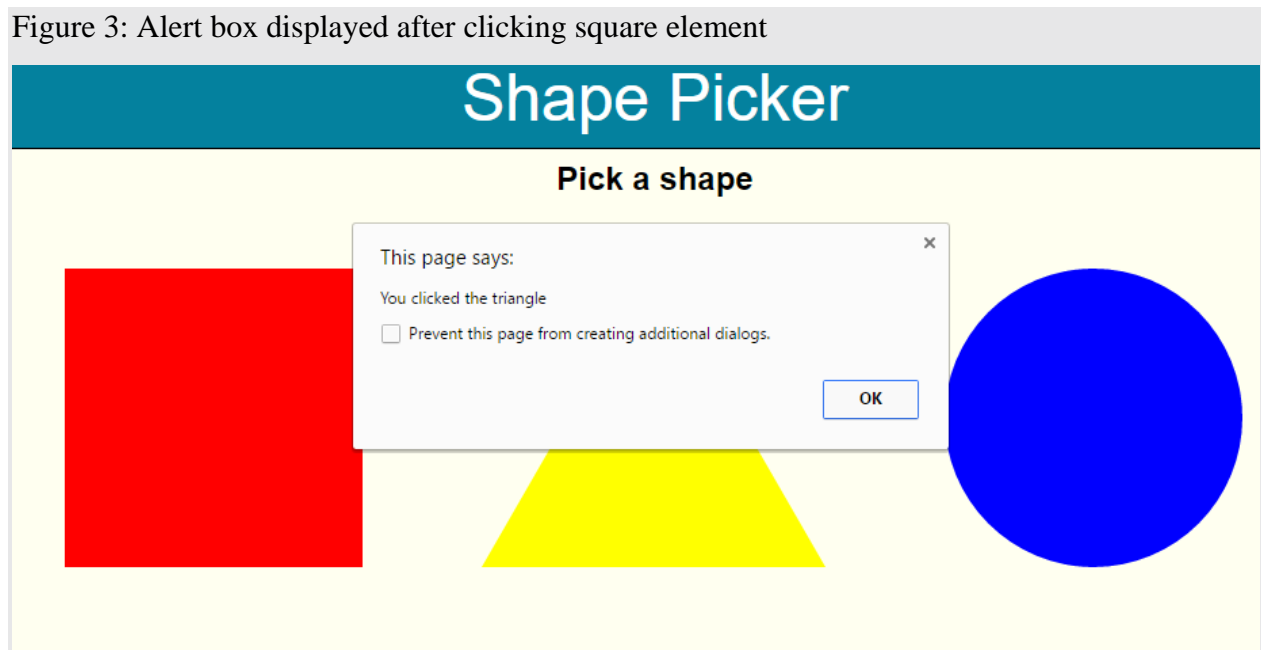 Figure 3: Alert box displayed after clicking square element
Shape Picker
Pick a shape
This page says:
You clicked the triangle
Prevent this page from creating additional dialogs.
OK